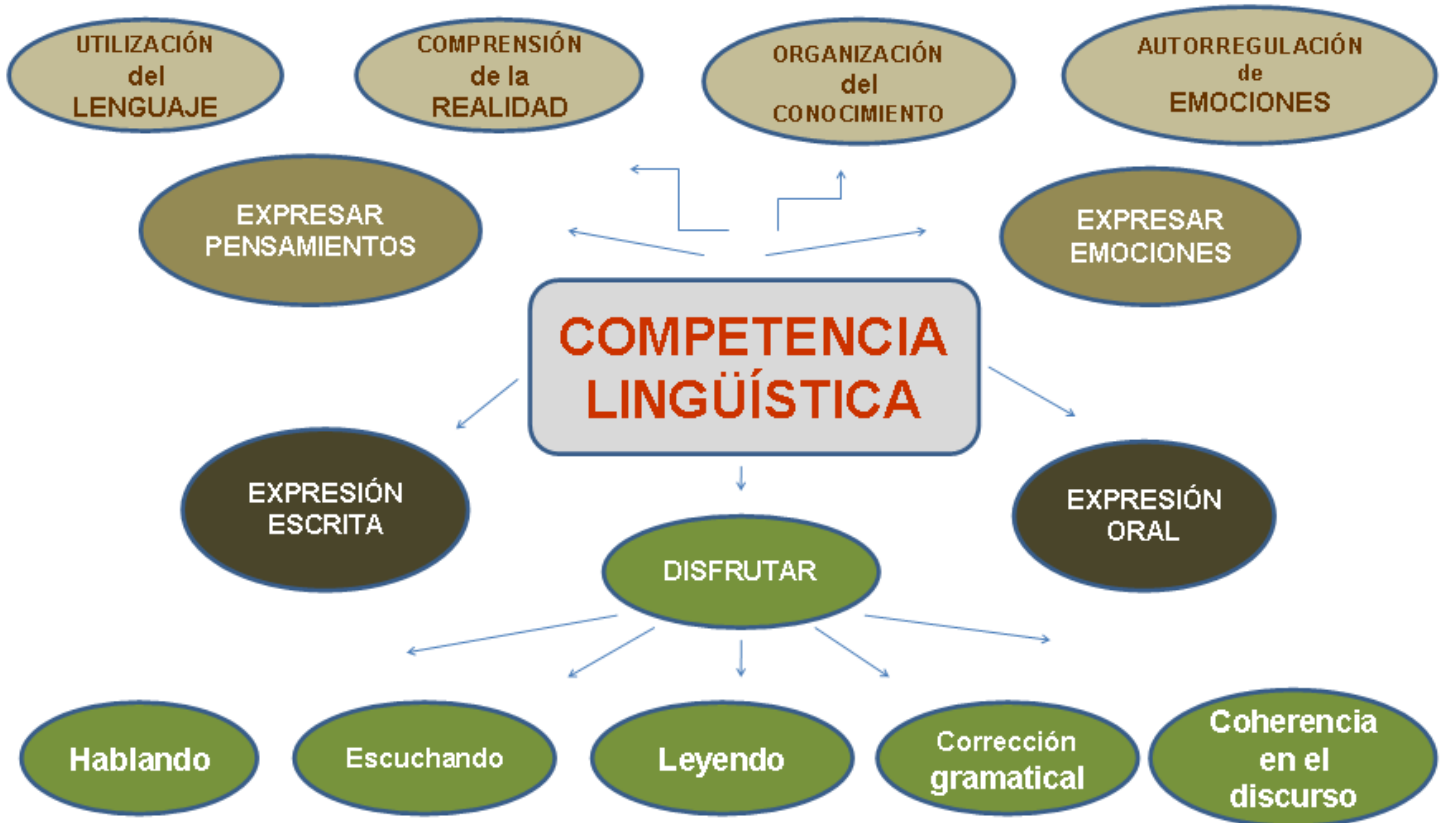 UTILIZACIÓN
del
LENGUAJE
COMPRENSIÓN
de la
REALIDAD
ORGANIZACIÓN
del
CONOCIMIENTO
AUTORREGULACIÓN
de
EMOCIONES
EXPRESAR
PENSAMIENTOS
EXPRESAR
EMOCIONES
COMPETENCIA
LINGÜÍSTICA
EXPRESIÓN
ESCRITA
EXPRESIÓN
ORAL
DISFRUTAR
Hablando
Escuchando
Leyendo
Corrección
gramatical
Coherencia
en el
discurso